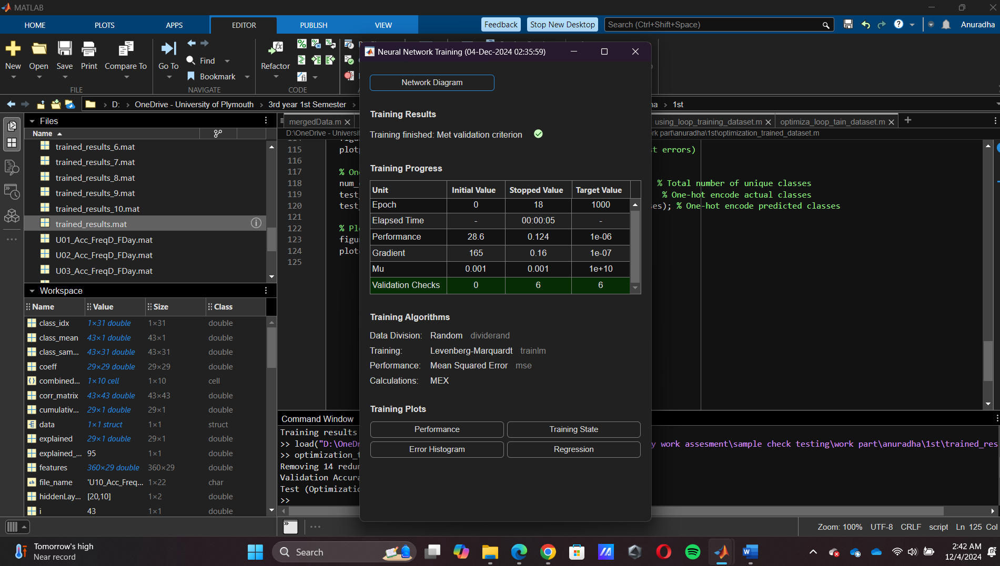 MATLAB
HOME PLOTS APPS EDITOR PUBLISH VIEW Feedback Stop New Desktop Search (Ctrl+Shift+Space) Anuradha
New Open Save Print Compare To Go To Find Bookmark Refactor
FILE NAVIGATE CODE
D: OneDrive - University of Plymouth 3rd year 1st Semester 1st
Files
Name
trained_results_6.mat
trained_results_7.mat
trained_results_8.mat
trained_results_9.mat
trained_results_10.mat
trained_results.mat
U01_Acc_FreqD_FDay.mat
U02_Acc_FreqD_FDay.mat
U03_Acc_FreqD_FDay.mat
Workspace
Name Value Size Class
class_idx 1×31 double 1×31 double
class_mean 43×1 double 43×1 double
class_sam... 43×31 double 43×31 double
coeff 29×29 double 29×29 double
combined... 1×10 cell 1×10 cell
corr_matrix 43×43 double 43×43 double
cumulativ... 29×1 double 29×1 double
data 1×1 struct 1×1 struct
explained 29×1 double 29×1 double
explained_... 95 1×1 double
features 360×29 double 360×29 double
file_name 'U10_Acc_Freq... 1×22 char
hiddenLay... [20,10] 1×2 double
i 43 1×1 double
mergedData.m using_loop_training_dataset.m optimiza_loop_tain_dataset.m
D:\OneDrive - Universi rk part\anuradha\1st\optimization_trained_dataset.m
115 plot t errors)
116
117 % On
118 num_ % Total number of unique classes
119 test_ % One-hot encode actual classes
120 test_ es); % One-hot encode predicted classes
121
122 % Pl
123 figu
124 plot
125
Neural Network Training (04-Dec-2024 02:35:59)
Network Diagram
Training Results
Training finished: Met validation criterion
Training Progress
Unit Initial Value Stopped Value Target Value
Epoch 0 18 1000
Elapsed Time - 00:00:05 -
Performance 28.6 0.124 1e-06
Gradient 165 0.16 1e-07
Mu 0.001 0.001 1e+10
Validation Checks 0 6 6
Training Algorithms
Data Division: Random dividerand
Training: Levenberg-Marquardt trainlm
Performance: Mean Squared Error mse
Calculations: MEX
Training Plots
Performance Training State
Error Histogram Regression
Command Window
Training results
>> load("D:\OneDr y work assesment\sample check testing\work part\anuradha\1st\trained_res
>> optimization_t
Removing 14 redun
Validation Accura
Test (Optimizatio
>>
Zoom: 100% UTF-8 CRLF script Ln 125 Col
Tomorrow's high
Near record
Search
2:42 AM
12/4/2024